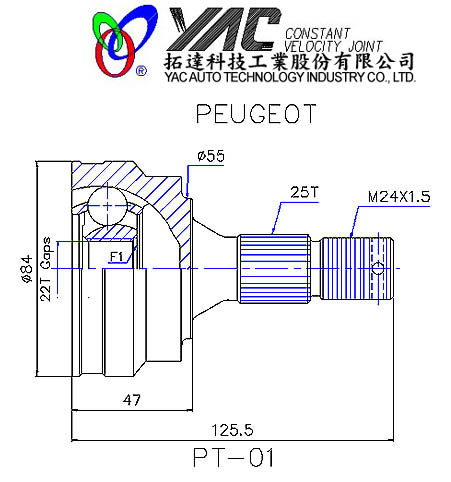 YAC CONSTANT
VELOCITY JOINT
®
拓達科技工業股份有限公司
YAC AUTO TECHNOLOGY INDUSTRY CO., LTD.
PEUGEOT
ø55
25T
M24X1.5
ø84
22T Gaps
F1
47
125.5
PT-01